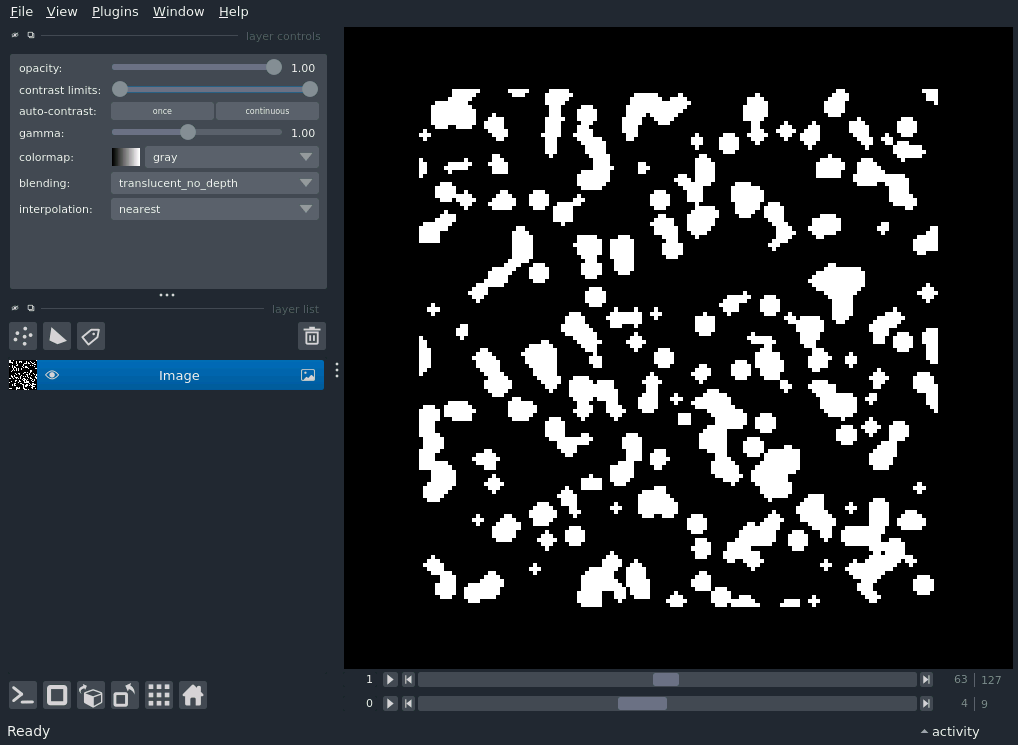 File View Plugins Window Help
layer controls
opacity: 1.00
contrast limits:
auto-contrast: once continuous
gamma: 1.00
colormap: gray
blending: translucent_no_depth
interpolation: nearest
layer list
Image
1 63 127
0 4 9
Ready activity